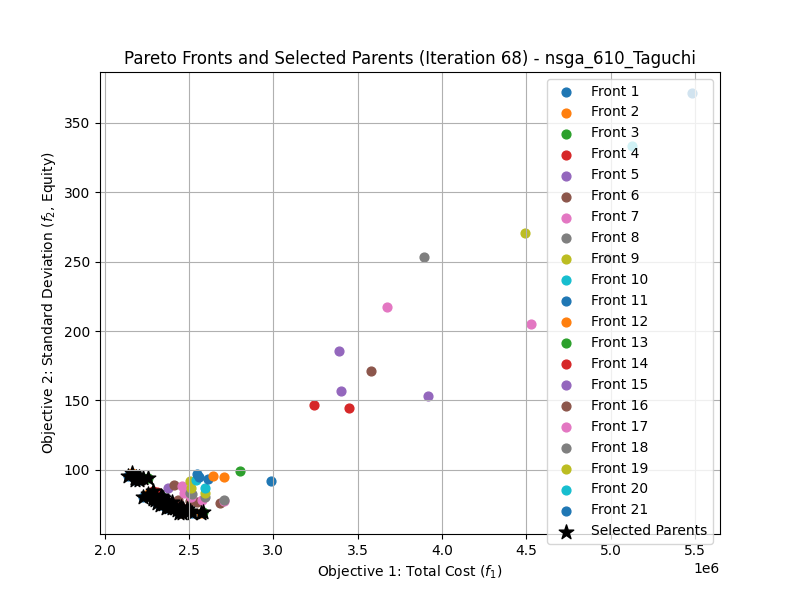 Pareto Fronts and Selected Parents (Iteration 68) - nsga_610_Taguchi
Objective 2: Standard Deviation (f₂, Equity)
350
300
250
200
150
100
2.0
2.5
3.0
3.5
4.0
4.5
5.0
5.5
1e6
Objective 1: Total Cost (f₁)
Front 1
Front 2
Front 3
Front 4
Front 5
Front 6
Front 7
Front 8
Front 9
Front 10
Front 11
Front 12
Front 13
Front 14
Front 15
Front 16
Front 17
Front 18
Front 19
Front 20
Front 21
Selected Parents